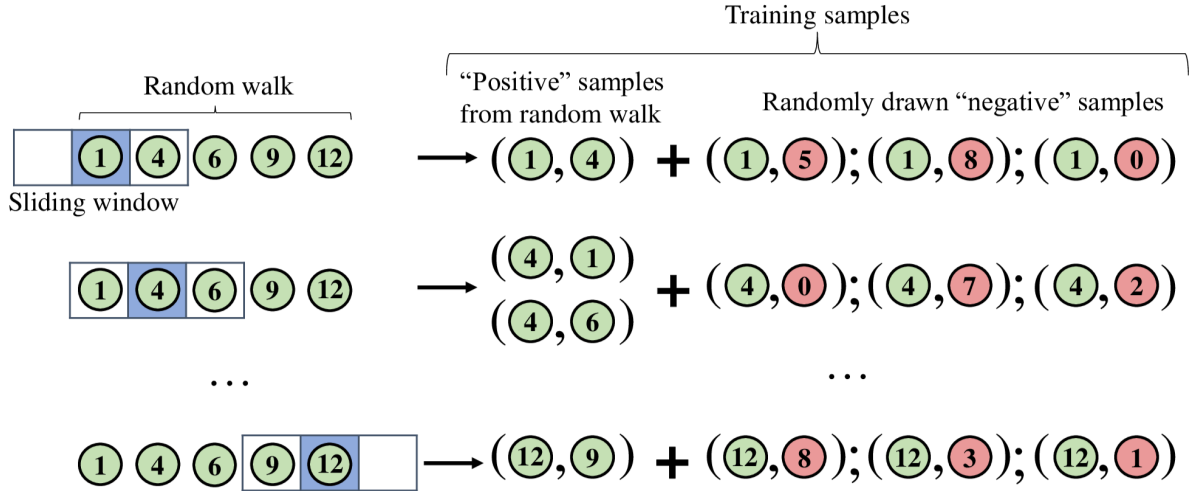 Training samples
Random walk
“Positive” samples
from random walk
Randomly drawn “negative” samples
1 4 6 9 12 (1, 4) + (1, 5);(1, 8);(1, 0)
Sliding window
(4, 1)
1 4 6 9 12 + (4, 0);(4, 7);(4, 2)
(4, 6)
...
...
1 4 6 9 12 (12, 9) + (12, 8);(12, 3);(12, 1)